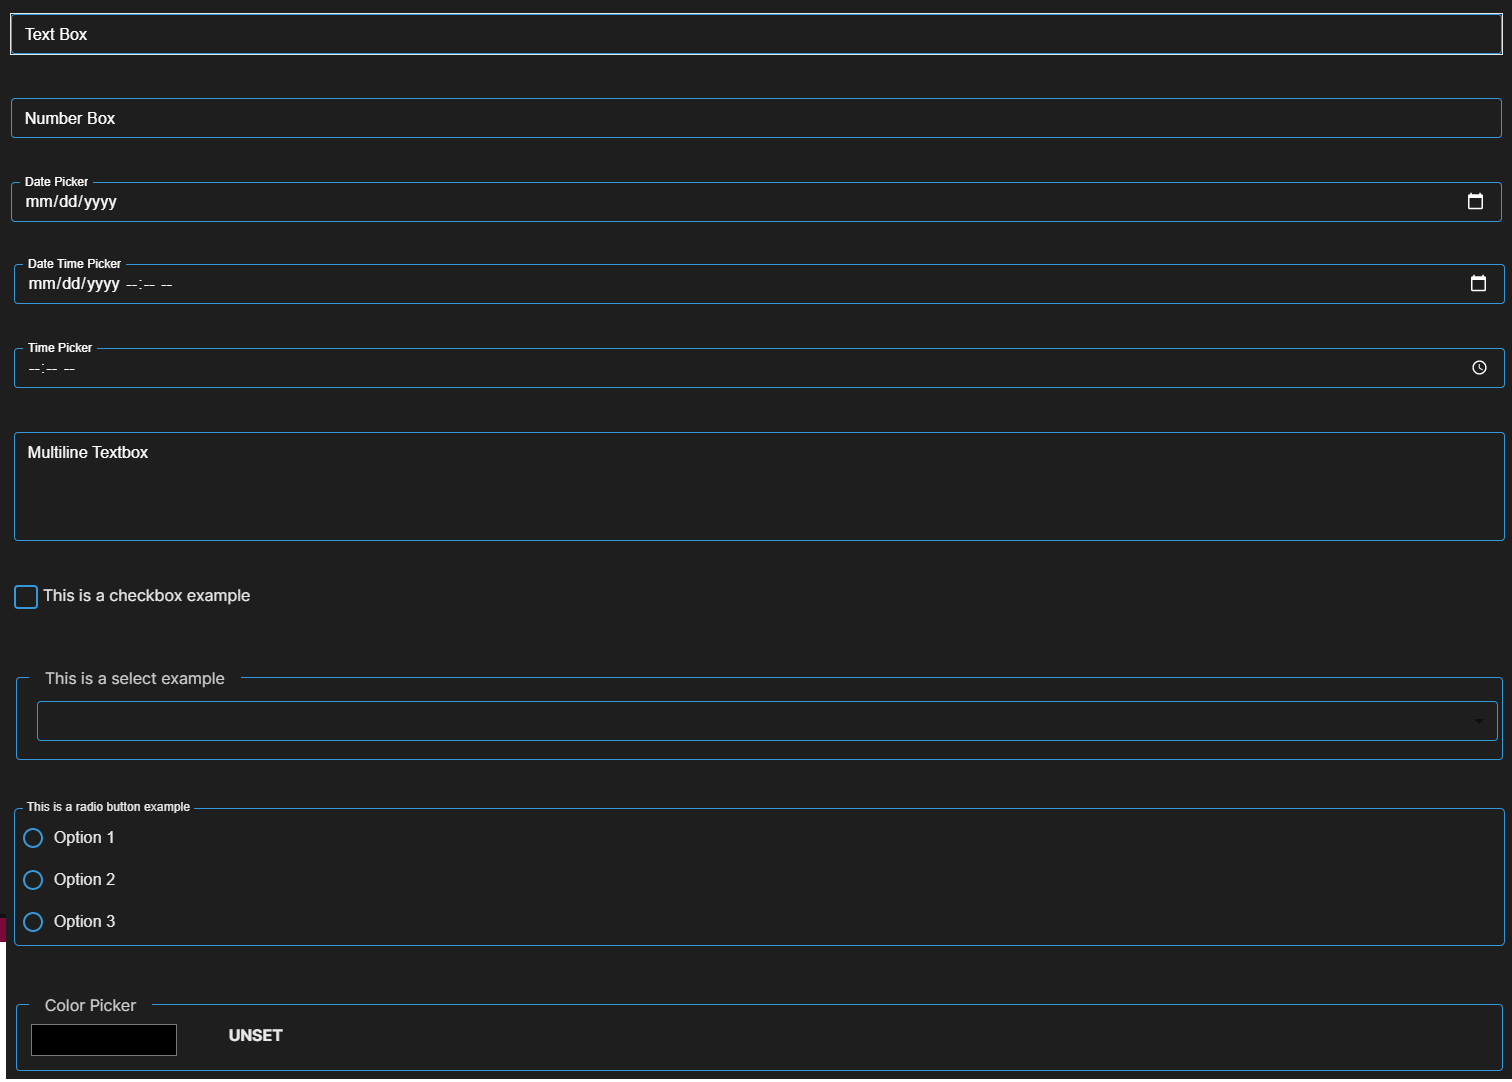 Text Box
Number Box
Date Picker
mm/dd/yyyy
Date Time Picker
mm/dd/yyyy --:-- --
Time Picker
--:-- --
Multiline Textbox
This is a checkbox example
This is a select example
This is a radio button example
Option 1
Option 2
Option 3
Color Picker
UNSET